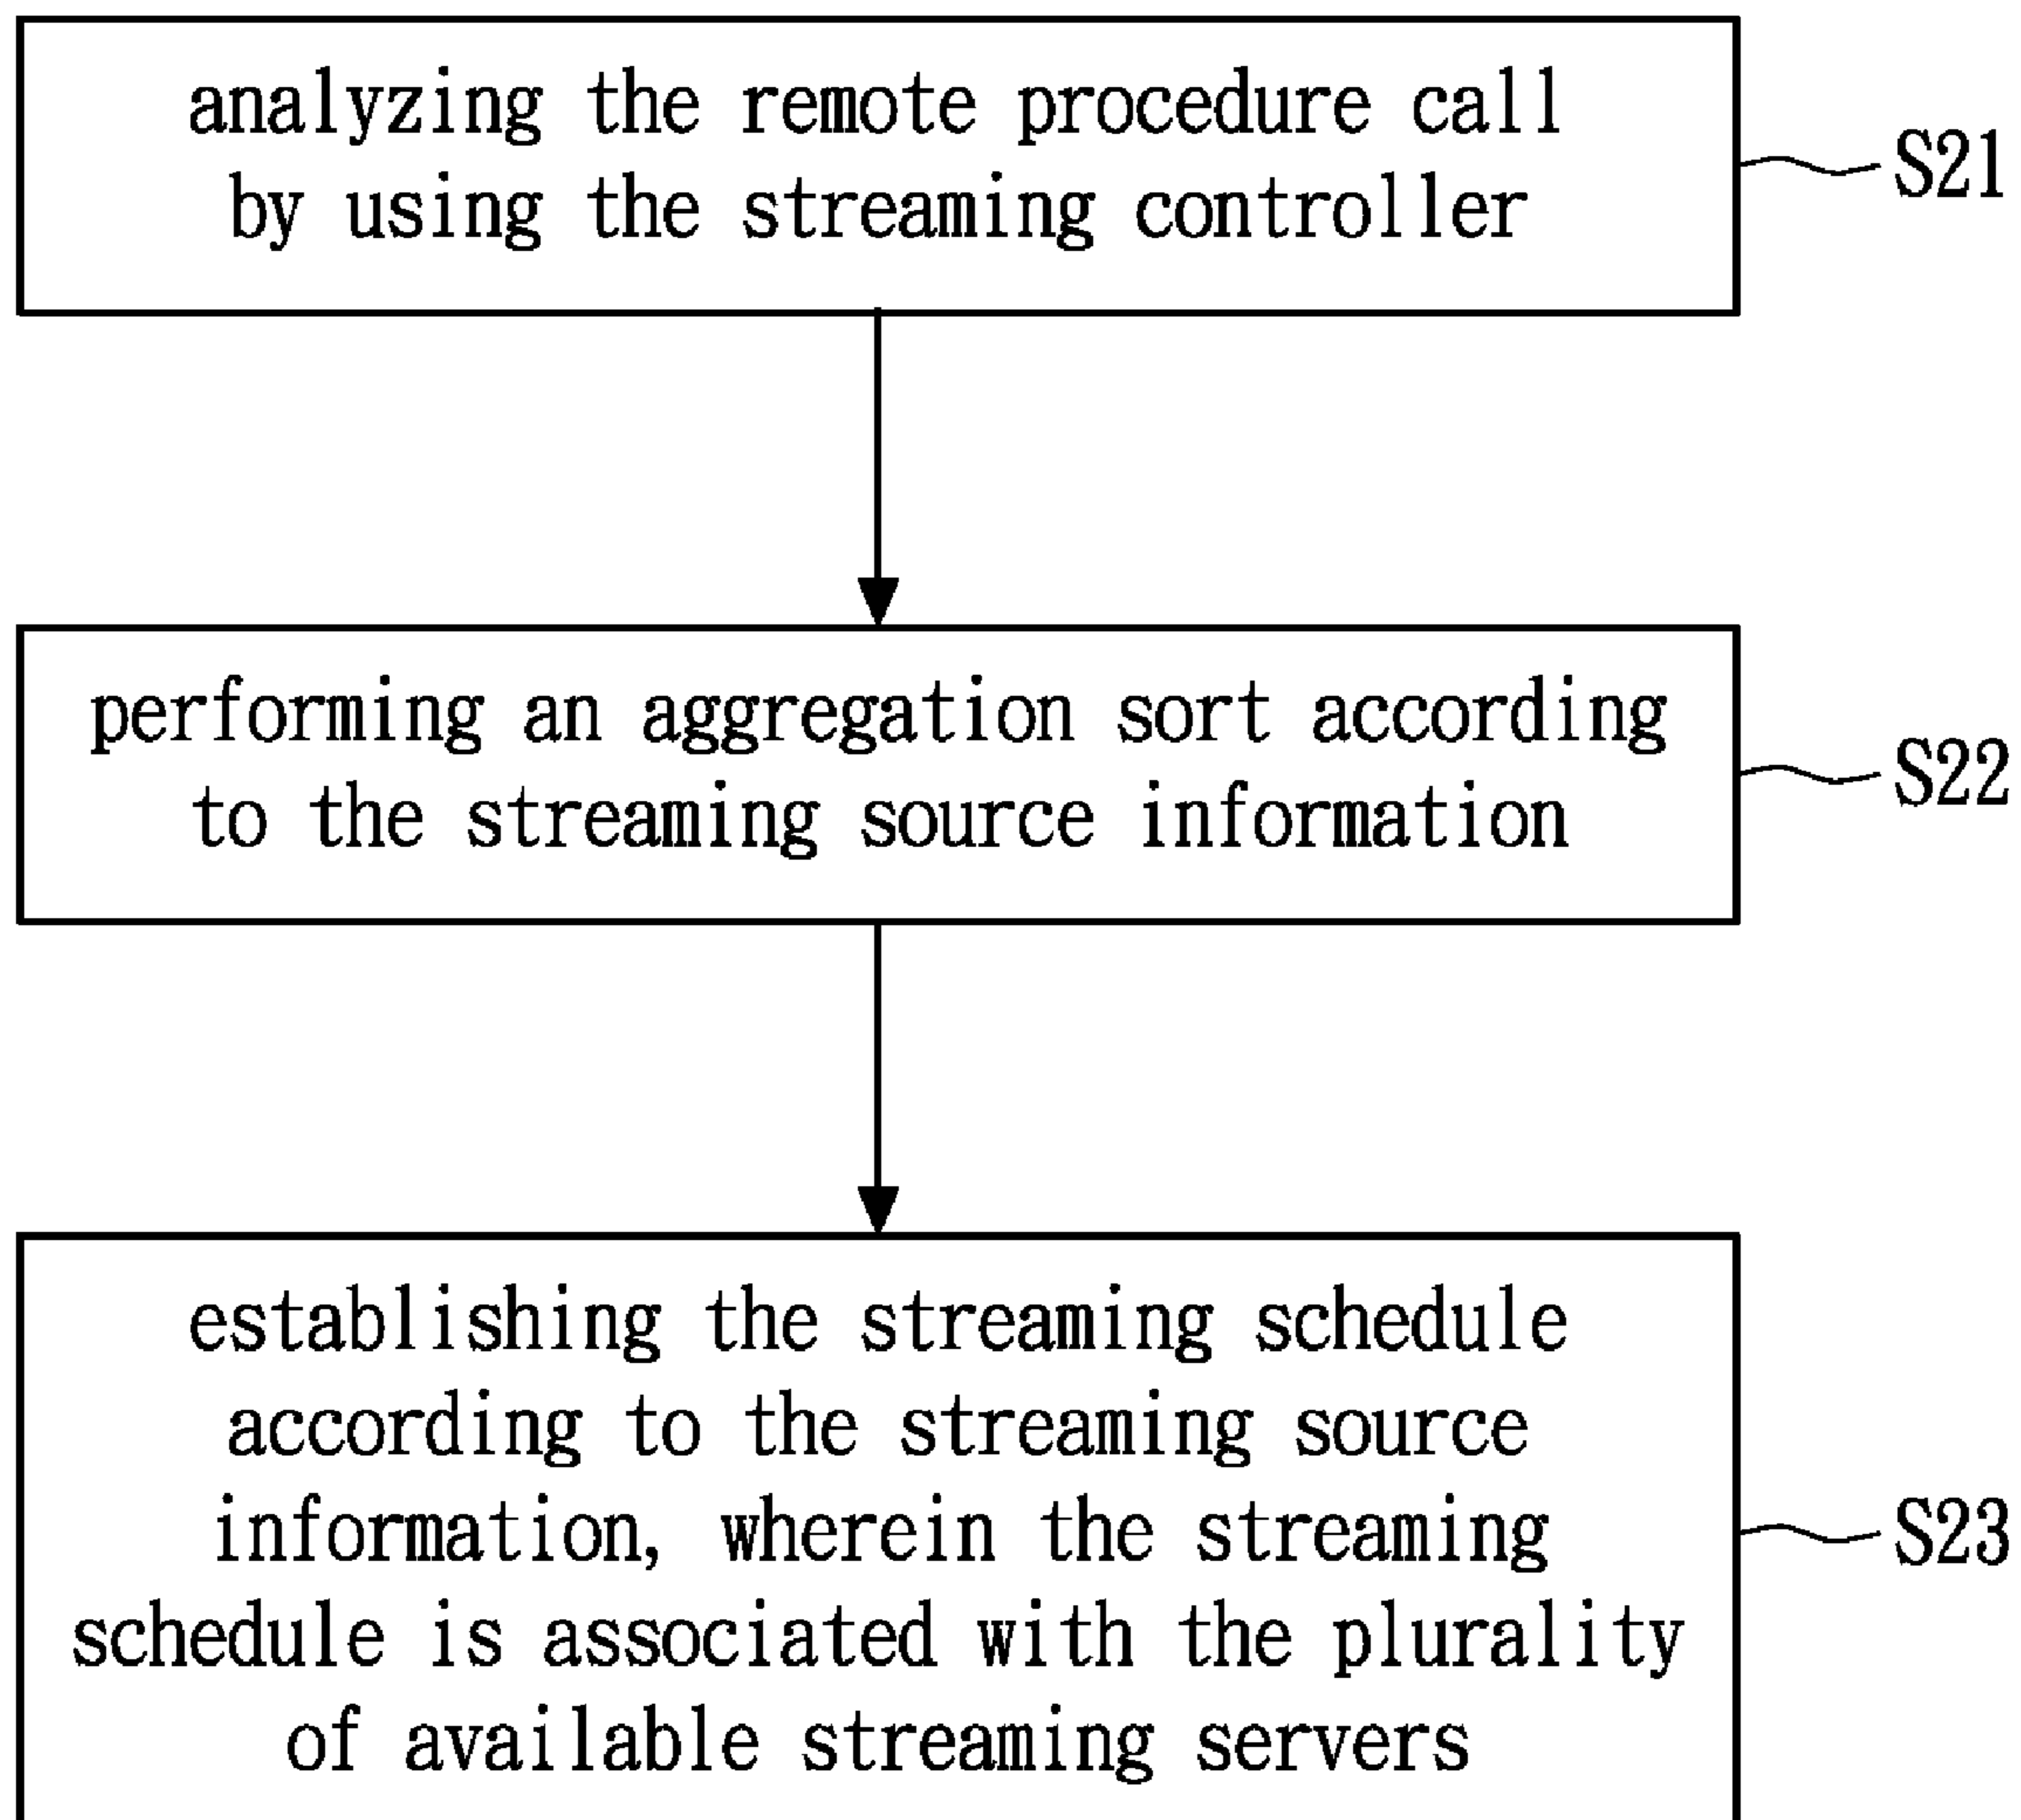 analyzing the remote procedure call
by using the streaming controller
S21
performing an aggregation sort according
to the streaming source information
S22
establishing the streaming schedule
according to the streaming source
information, wherein the streaming
schedule is associated with the plurality
of available streaming servers
S23